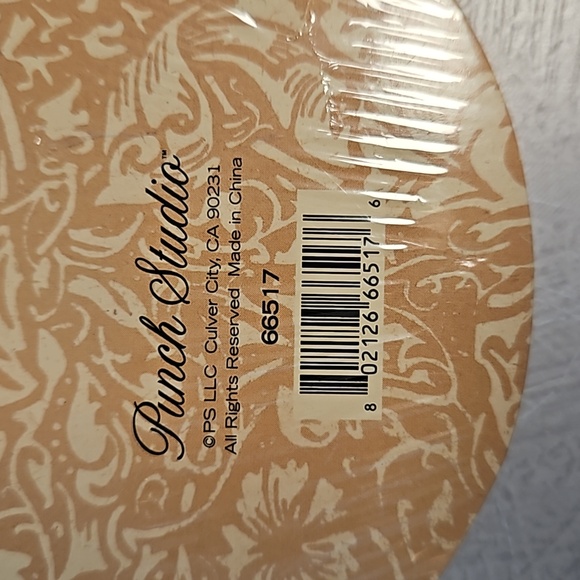 Punch Studio™
©PS LLC Culver City, CA 90231
All Rights Reserved Made in China
66517
8 02126 66517 6